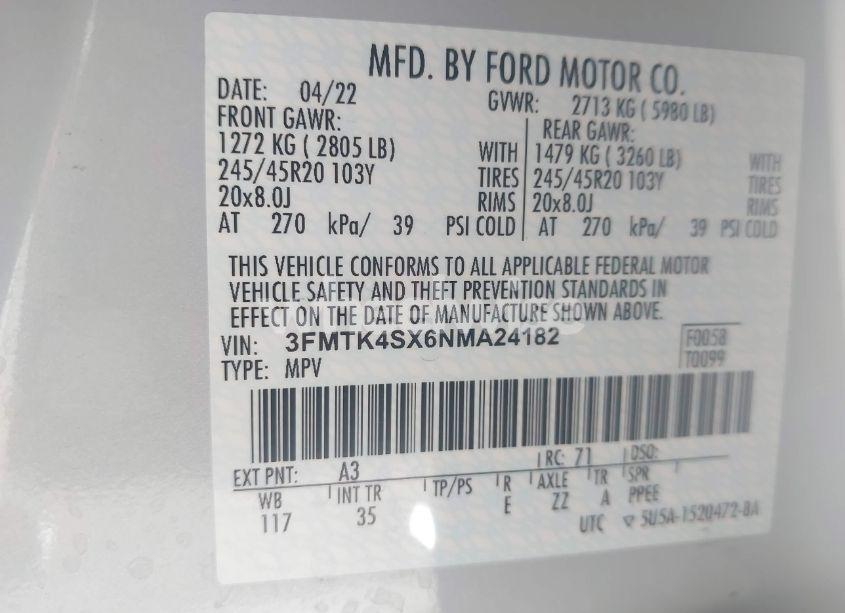 MFD. BY FORD MOTOR CO.
DATE: 04/22 GVWR: 2713 KG ( 5980 LB)
FRONT GAWR: REAR GAWR:
1272 KG ( 2805 LB) WITH 1479 KG ( 3260 LB) WITH
245/45R20 103Y TIRES 245/45R20 103Y TIRES
20x8.0J RIMS 20x8.0J RIMS
AT 270 kPa/ 39 PSI COLD AT 270 kPa/ 39 PSI COLD
THIS VEHICLE CONFORMS TO ALL APPLICABLE FEDERAL MOTOR
VEHICLE SAFETY AND THEFT PREVENTION STANDARDS IN
EFFECT ON THE DATE OF MANUFACTURE SHOWN ABOVE.
VIN: 3FMTK4SX6NMA24182 F0058
TYPE: MPV T0099
EXT PNT: A3 RC: 71 DSO:
WB INT TR TP/PS R AXLE TR SPR
117 35 E ZZ A PPEE
UTC ▽ 5U5A-1520472-BA